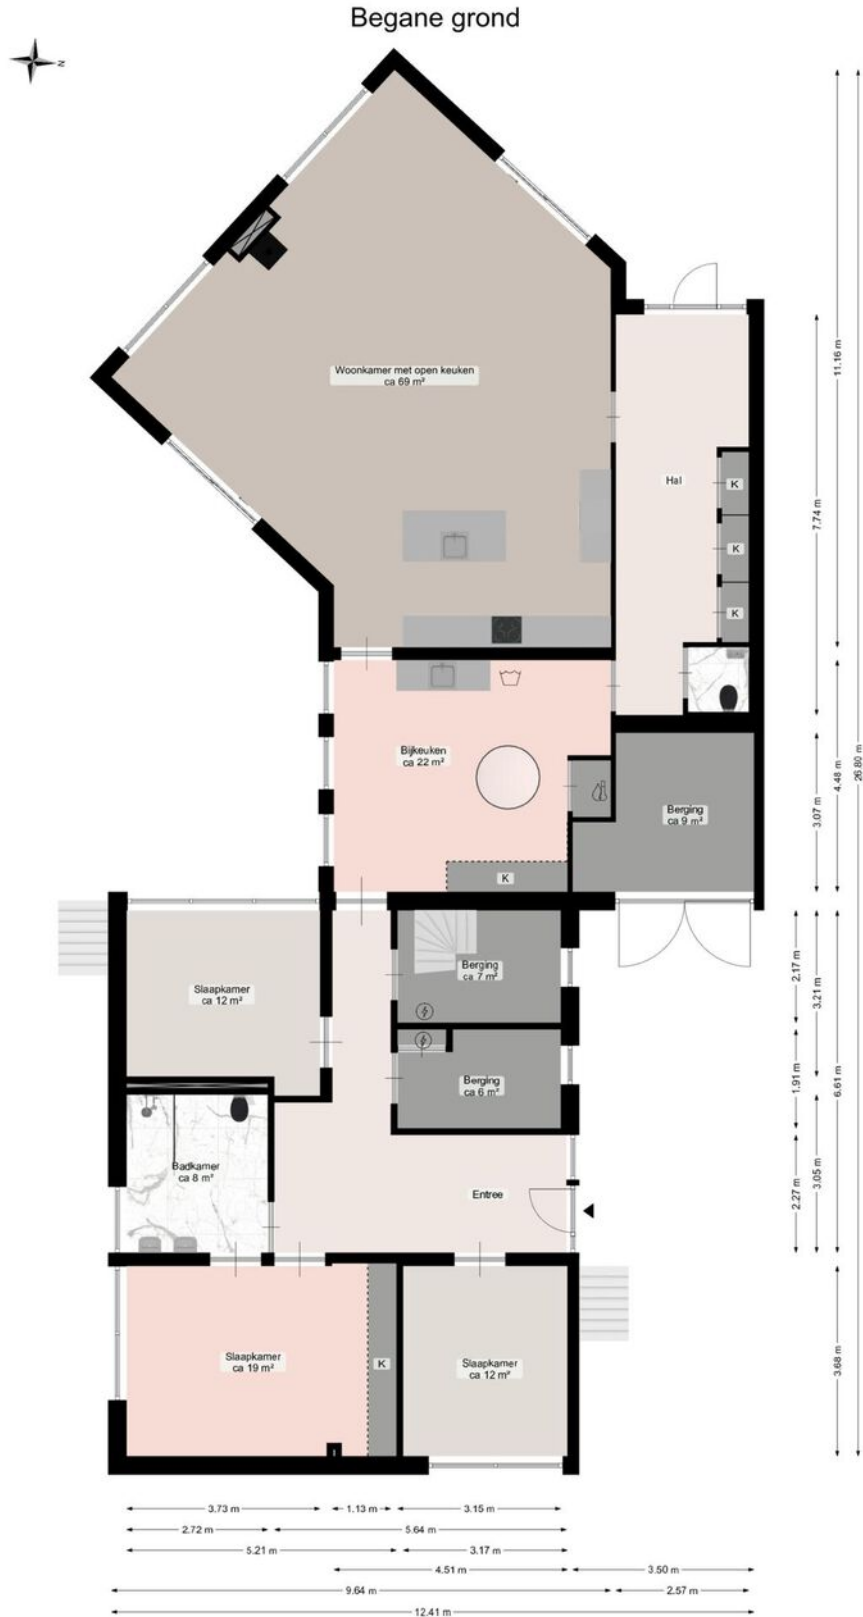 Begane grond
N
Woonkamer met open keuken
ca 69 m²
Hal
K
K
K
Bijkeuken
ca 22 m²
Berging
ca 9 m²
K
Slaapkamer
ca 12 m²
Berging
ca 7 m²
Berging
ca 6 m²
Badkamer
ca 8 m²
Entree
Slaapkamer
ca 19 m²
K
Slaapkamer
ca 12 m²
11.16 m
7.74 m
26.80 m
4.48 m
3.07 m
2.17 m
3.21 m
6.61 m
1.91 m
3.05 m
2.27 m
3.68 m
3.73 m
1.13 m
3.15 m
2.72 m
5.64 m
5.21 m
3.17 m
4.51 m
3.50 m
9.64 m
2.57 m
12.41 m